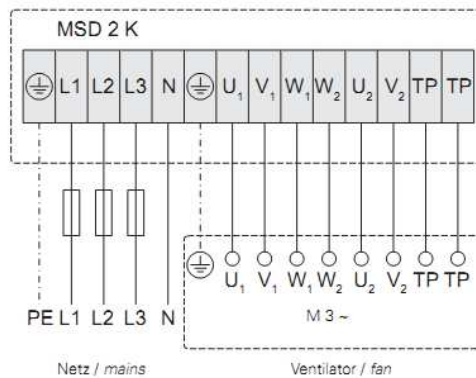 MSD 2 K
L1 L2 L3 N U₁ V₁ W₁ W₂ U₂ V₂ TP TP
U₁ V₁ W₁ W₂ U₂ V₂ TP TP
PE L1 L2 L3 N M 3 ~
Netz / mains Ventilator / fan